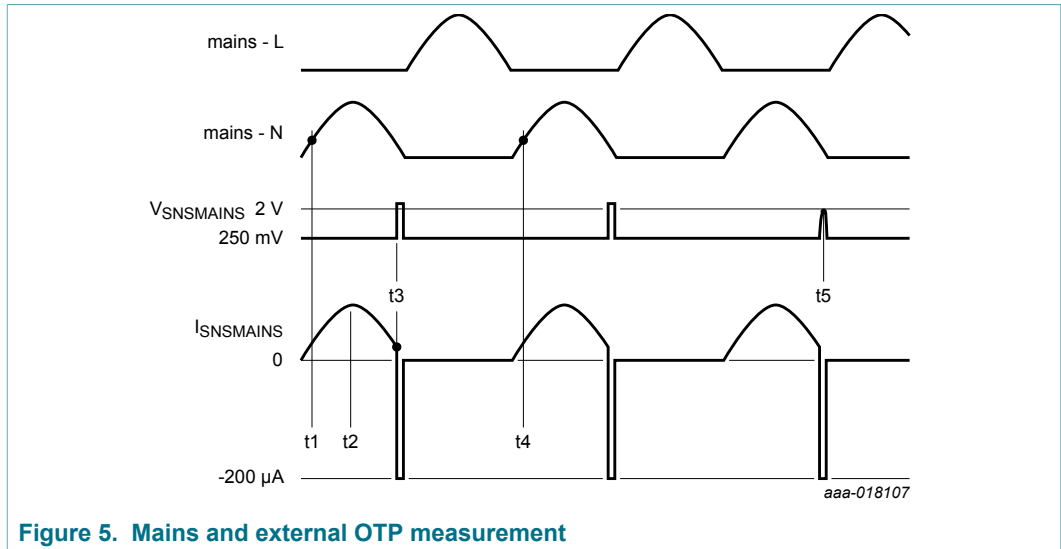 mains - L
mains - N
VSNSMAINS 2 V
250 mV
t3
t5
ISNSMAINS
0
t1
t2
t4
-200 µA
aaa-018107
Figure 5. Mains and external OTP measurement